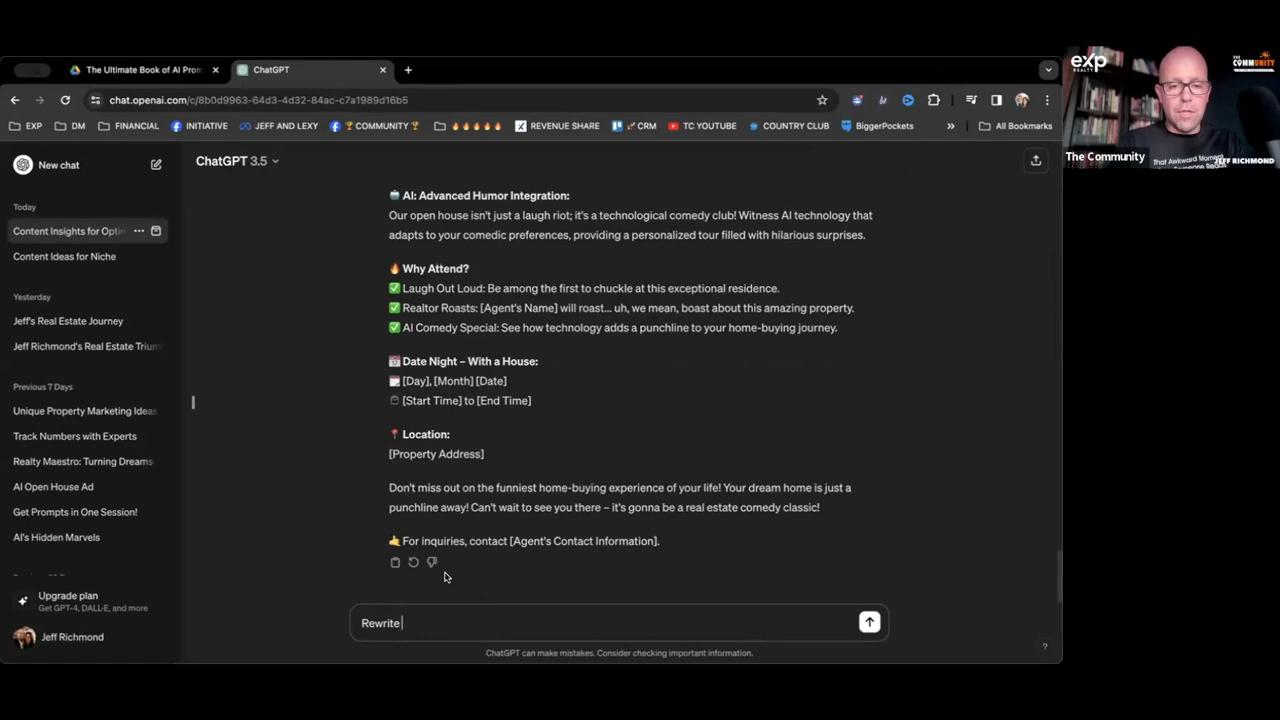 exp
REALTY
THE
COMMUNITY
The Community
That Awkward Moment
JEFF RICHMOND
The Ultimate Book of AI Pron
ChatGPT
chat.openai.com/c/8b0d9963-64d3-4d32-84ac-c7a1989d16b5
EXP
DM
FINANCIAL
INITIATIVE
JEFF AND LEXY
COMMUNITY
REVENUE SHARE
CRM
TC YOUTUBE
COUNTRY CLUB
BiggerPockets
»
All Bookmarks
New chat
ChatGPT 3.5
Today
Content Insights for Optin
Content Ideas for Niche
Yesterday
Jeff's Real Estate Journey
Jeff Richmond's Real Estate Trium
Previous 7 Days
Unique Property Marketing Ideas
Track Numbers with Experts
Realty Maestro: Turning Dreams
AI Open House Ad
Get Prompts in One Session!
AI's Hidden Marvels
Upgrade plan
Get GPT-4, DALL·E, and more
Jeff Richmond
🤖 AI: Advanced Humor Integration:
Our open house isn't just a laugh riot; it's a technological comedy club! Witness AI technology that
adapts to your comedic preferences, providing a personalized tour filled with hilarious surprises.
🔥 Why Attend?
✅ Laugh Out Loud: Be among the first to chuckle at this exceptional residence.
✅ Realtor Roasts: [Agent's Name] will roast... uh, we mean, boast about this amazing property.
✅ AI Comedy Special: See how technology adds a punchline to your home-buying journey.
📅 Date Night – With a House:
[Day], [Month] [Date]
[Start Time] to [End Time]
📍 Location:
[Property Address]
Don't miss out on the funniest home-buying experience of your life! Your dream home is just a
punchline away! Can't wait to see you there – it's gonna be a real estate comedy classic!
🤙 For inquiries, contact [Agent's Contact Information].
Rewrite
ChatGPT can make mistakes. Consider checking important information.
?